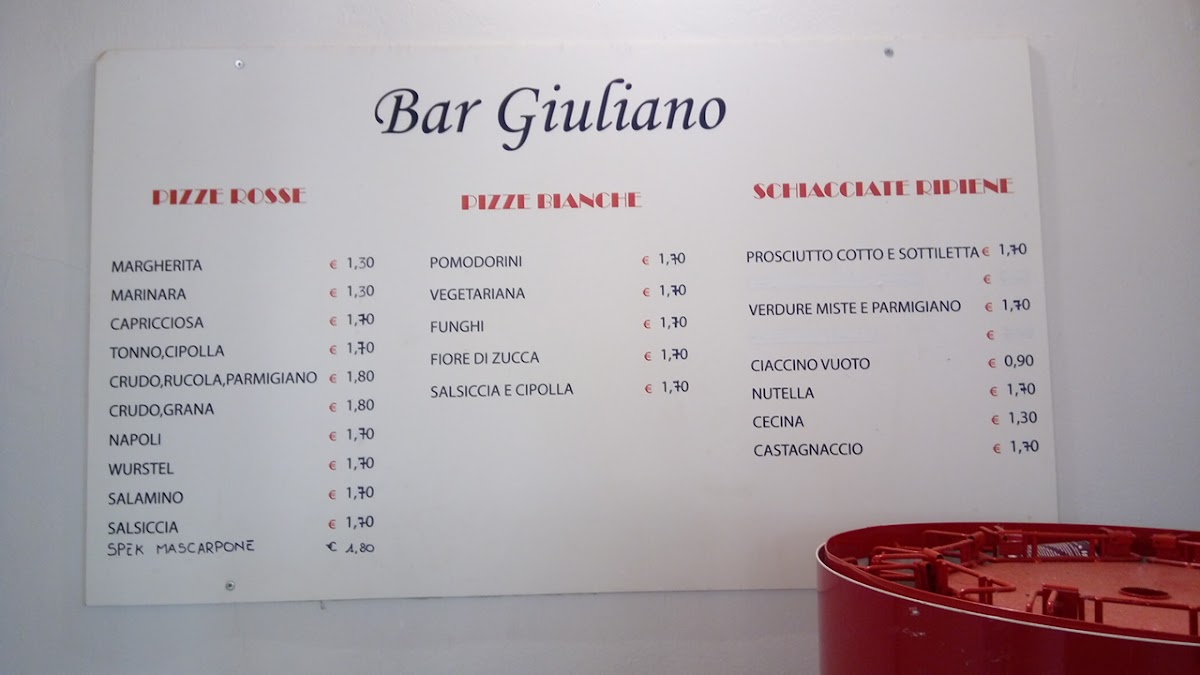 Bar Giuliano
PIZZE ROSSE
MARGHERITA € 1,30
MARINARA € 1,30
CAPRICCIOSA € 1,70
TONNO,CIPOLLA € 1,70
CRUDO,RUCOLA,PARMIGIANO € 1,80
CRUDO,GRANA € 1,80
NAPOLI € 1,70
WURSTEL € 1,70
SALAMINO € 1,70
SALSICCIA € 1,70
SPEK MASCARPONE € 1,80
PIZZE BIANCHE
POMODORINI € 1,70
VEGETARIANA € 1,70
FUNGHI € 1,70
FIORE DI ZUCCA € 1,70
SALSICCIA E CIPOLLA € 1,70
SCHIACCIATE RIPIENE
PROSCIUTTO COTTO E SOTTILETTA € 1,70
€
VERDURE MISTE E PARMIGIANO € 1,70
€
CIACCINO VUOTO € 0,90
NUTELLA € 1,70
CECINA € 1,30
CASTAGNACCIO € 1,70